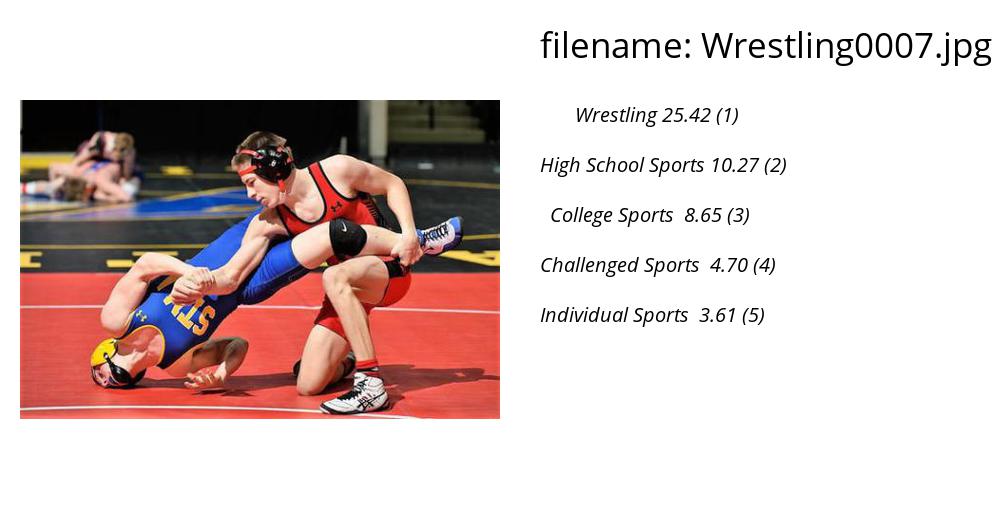 filename: Wrestling0007.jpg
Wrestling 25.42 (1)
High School Sports 10.27 (2)
College Sports 8.65 (3)
Challenged Sports 4.70 (4)
Individual Sports 3.61 (5)